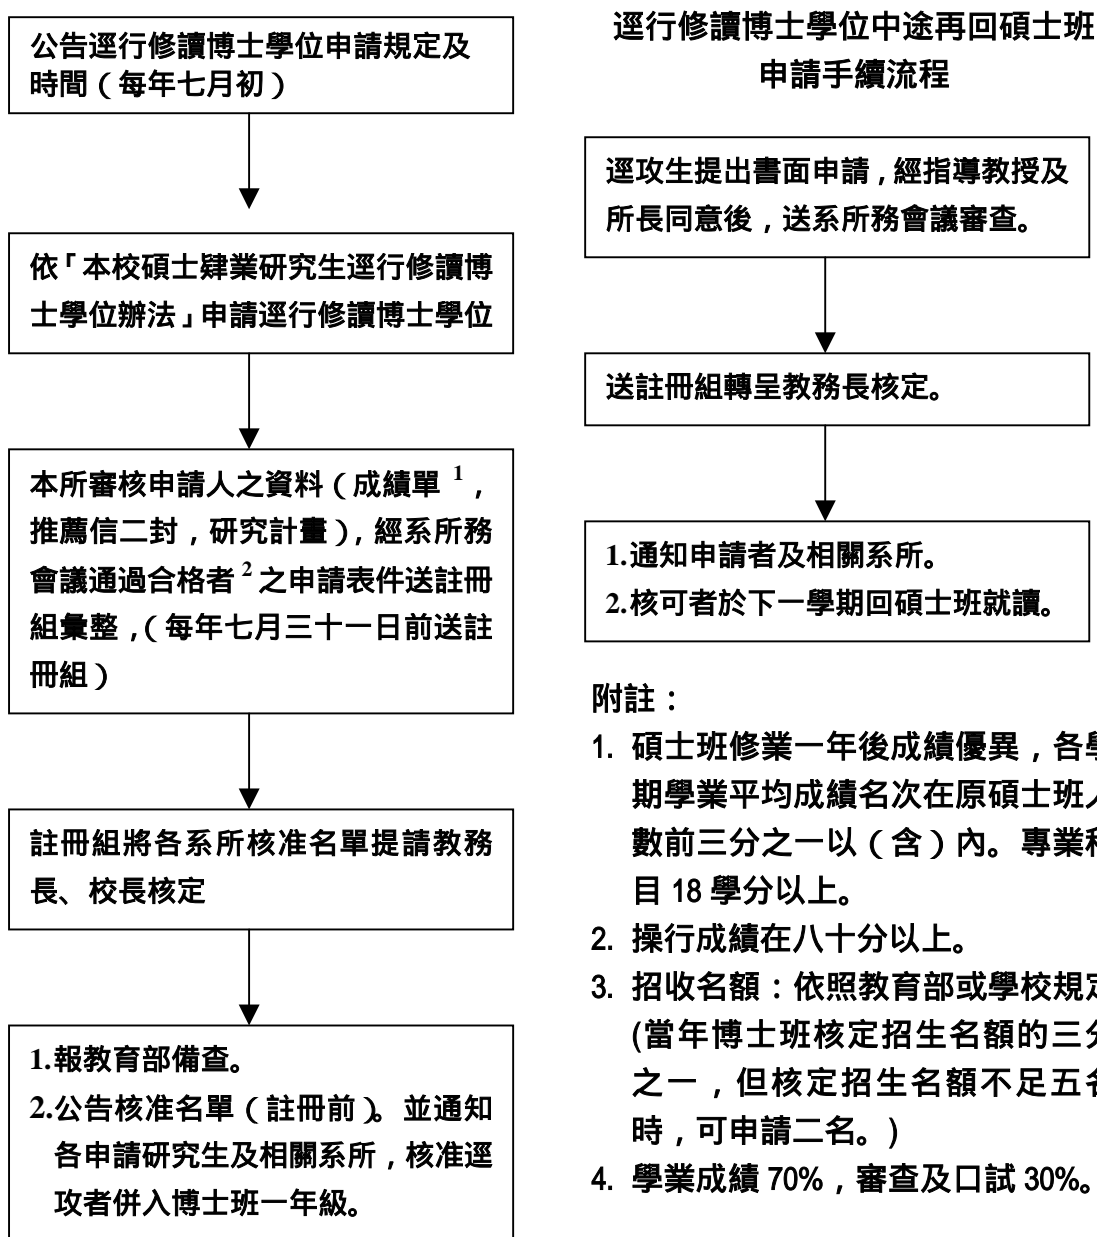 公告逕行修讀博士學位申請規定及
時間（每年七月初）
依「本校碩士肄業研究生逕行修讀博
士學位辦法」申請逕行修讀博士學位
本所審核申請人之資料（成績單 1，
推薦信二封，研究計畫），經系所務
會議通過合格者 2 之申請表件送註冊
組彙整，（每年七月三十一日前送註
冊組）
註冊組將各系所核准名單提請教務
長、校長核定
1.報教育部備查。
2.公告核准名單（註冊前）。並通知
各申請研究生及相關系所，核准逕
攻者併入博士班一年級。
逕行修讀博士學位中途再回碩士班
申請手續流程
逕攻生提出書面申請，經指導教授及
所長同意後，送系所務會議審查。
送註冊組轉呈教務長核定。
1.通知申請者及相關系所。
2.核可者於下一學期回碩士班就讀。
附註：
1. 碩士班修業一年後成績優異，各學
期學業平均成績名次在原碩士班人
數前三分之一以（含）內。專業科
目 18 學分以上。
2. 操行成績在八十分以上。
3. 招收名額：依照教育部或學校規定
(當年博士班核定招生名額的三分
之一，但核定招生名額不足五名
時，可申請二名。)
4. 學業成績 70%，審查及口試 30%。